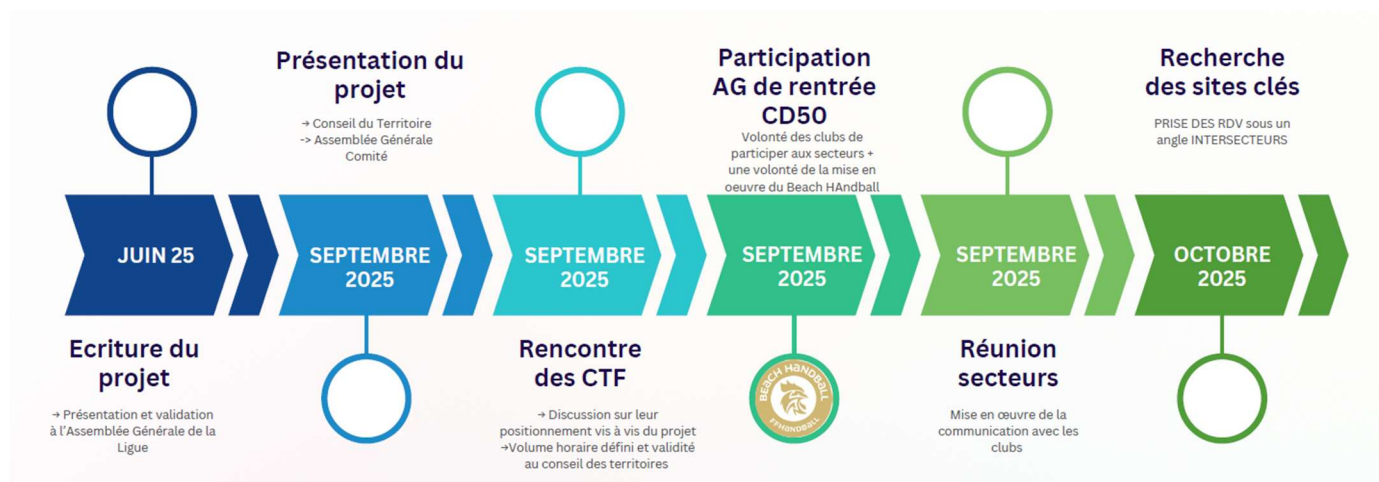 Ecriture du
projet
→ Présentation et validation
à l'Assemblée Générale de la
Ligue
JUIN 25
Présentation du
projet
→ Conseil du Territoire
-> Assemblée Générale
Comité
SEPTEMBRE
2025
SEPTEMBRE
2025
Rencontre
des CTF
→ Discussion sur leur
positionnement vis à vis du projet
→Volume horaire défini et validité
au conseil des territoires
Participation
AG de rentrée
CD50
Volonté des clubs de
participer aux secteurs +
une volonté de la mise en
oeuvre du Beach HAndball
SEPTEMBRE
2025
BEACH HANDBALL
FFHANDBALL
SEPTEMBRE
2025
Réunion
secteurs
Mise en œuvre de la
communication avec les
clubs
Recherche
des sites clés
PRISE DES RDV sous un
angle INTERSECTEURS
OCTOBRE
2025